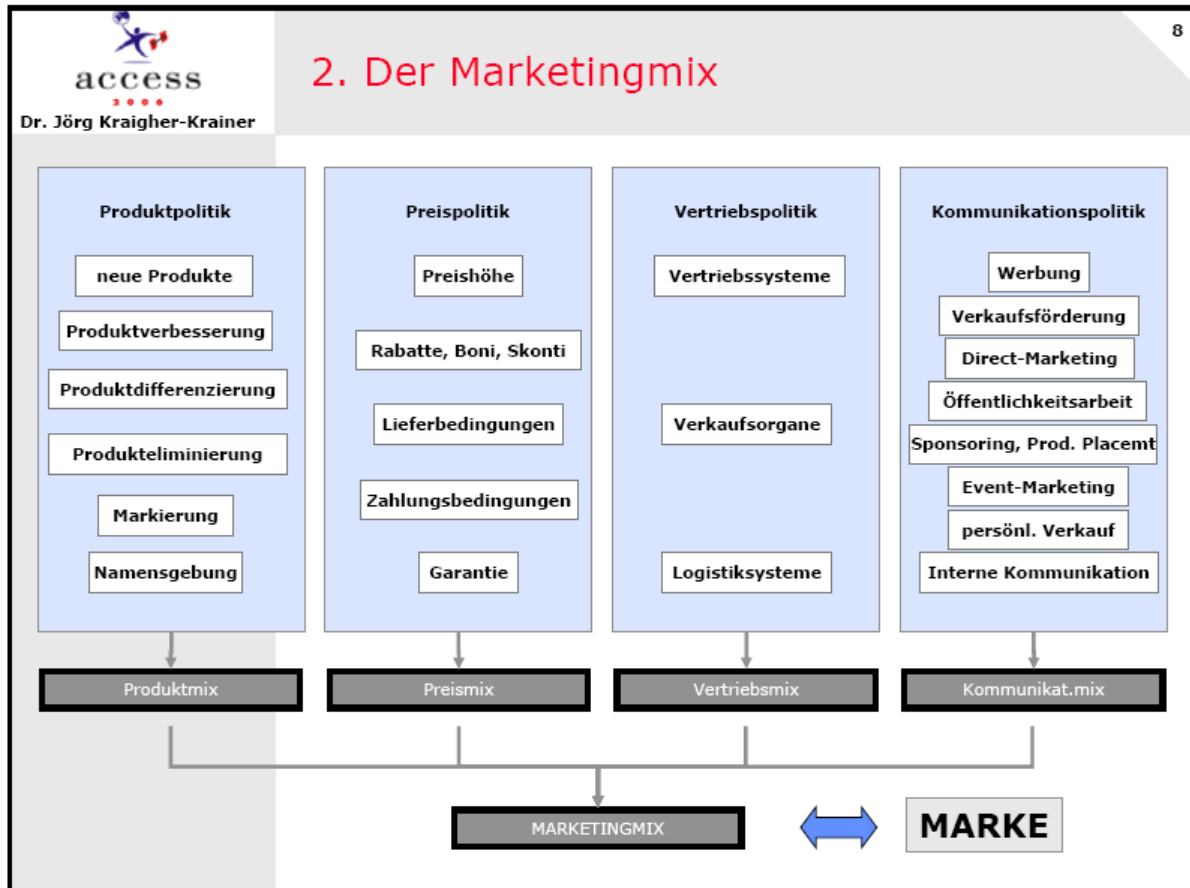 8
access
2006
Dr. Jörg Kraigher-Krainer
2. Der Marketingmix
Produktpolitik
neue Produkte
Produktverbesserung
Produktdifferenzierung
Produkteliminierung
Markierung
Namensgebung
Produktmix
Preispolitik
Preishöhe
Rabatte, Boni, Skonti
Lieferbedingungen
Zahlungsbedingungen
Garantie
Preismix
Vertriebspolitik
Vertriebssysteme
Verkaufsorgane
Logistiksysteme
Vertriebsmix
Kommunikationspolitik
Werbung
Verkaufsförderung
Direct-Marketing
Öffentlichkeitsarbeit
Sponsoring, Prod. Placemt
Event-Marketing
persönl. Verkauf
Interne Kommunikation
Kommunikat.mix
MARKETINGMIX
MARKE